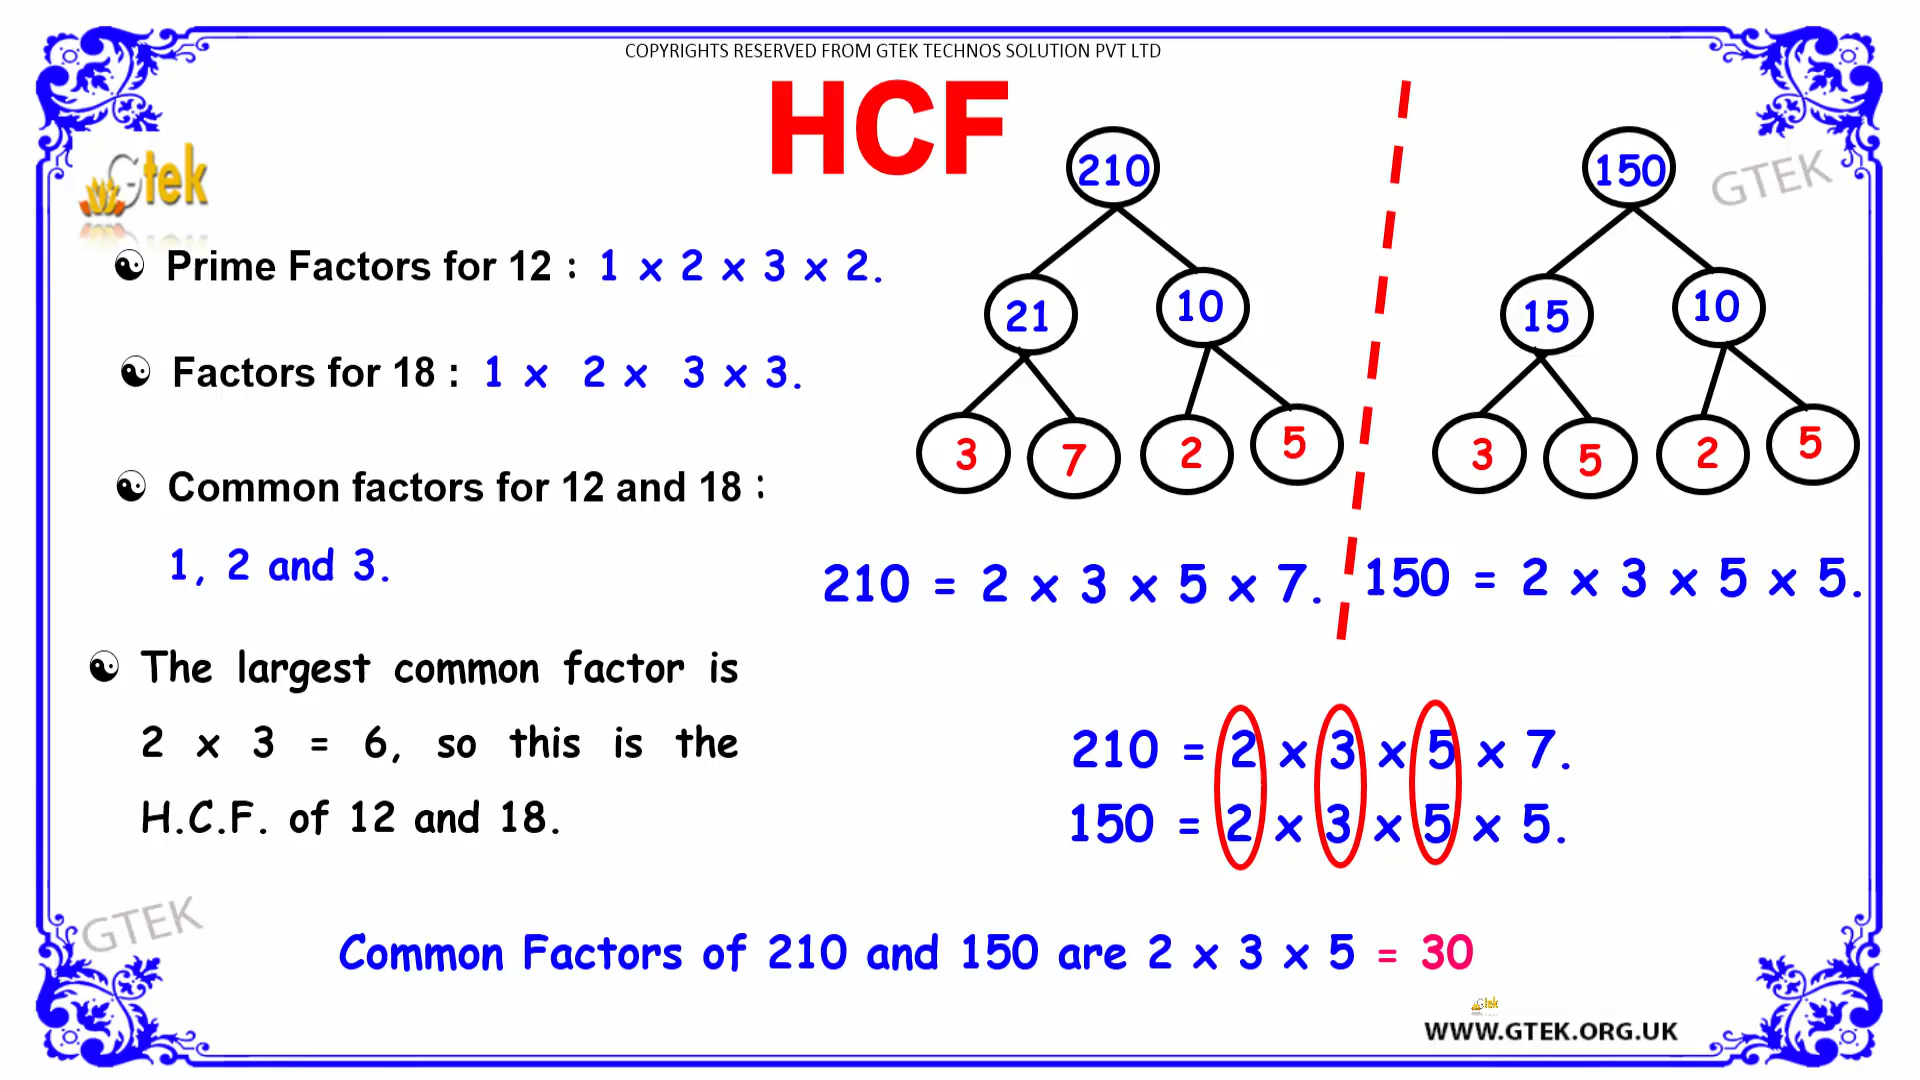 COPYRIGHTS RESERVED FROM GTEK TECHNOS SOLUTION PVT LTD
HCF
Gtek
GTEK
Prime Factors for 12 : 1 x 2 x 3 x 2.
Factors for 18 : 1 x 2 x 3 x 3.
Common factors for 12 and 18 :
1, 2 and 3.
The largest common factor is
2 x 3 = 6, so this is the
H.C.F. of 12 and 18.
210
21 10
3 7 2 5
210 = 2 x 3 x 5 x 7.
150
15 10
3 5 2 5
150 = 2 x 3 x 5 x 5.
210 = 2 x 3 x 5 x 7.
150 = 2 x 3 x 5 x 5.
GTEK
Common Factors of 210 and 150 are 2 x 3 x 5 = 30
Gtek
WWW.GTEK.ORG.UK